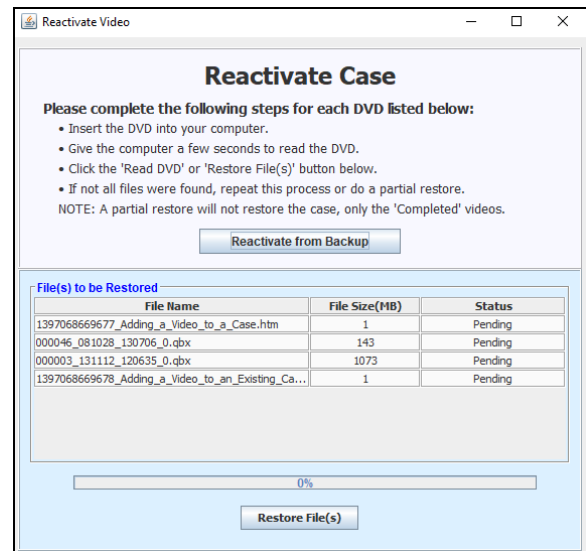 Reactivate Video
Reactivate Case
Please complete the following steps for each DVD listed below:
• Insert the DVD into your computer.
• Give the computer a few seconds to read the DVD.
• Click the 'Read DVD' or 'Restore File(s)' button below.
• If not all files were found, repeat this process or do a partial restore.
NOTE: A partial restore will not restore the case, only the 'Completed' videos.
Reactivate from Backup
File(s) to be Restored
File Name File Size(MB) Status
1397068669677_Adding_a_Video_to_a_Case.htm 1 Pending
000046_081028_130706_0.qbx 143 Pending
000003_131112_120635_0.qbx 1073 Pending
1397068669678_Adding_a_Video_to_an_Existing_Ca... 1 Pending
0%
Restore File(s)